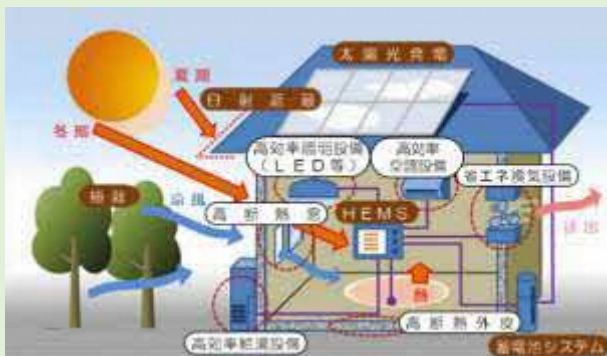 太陽光発電
夏期
日射遮蔽
冬期
高効率照明設備
(LED等)
高効率
空調設備
省エネ換気設備
植栽
涼風
高断熱窓
HEMS
排出
熱
高断熱外皮
高効率給湯設備
蓄電池システム